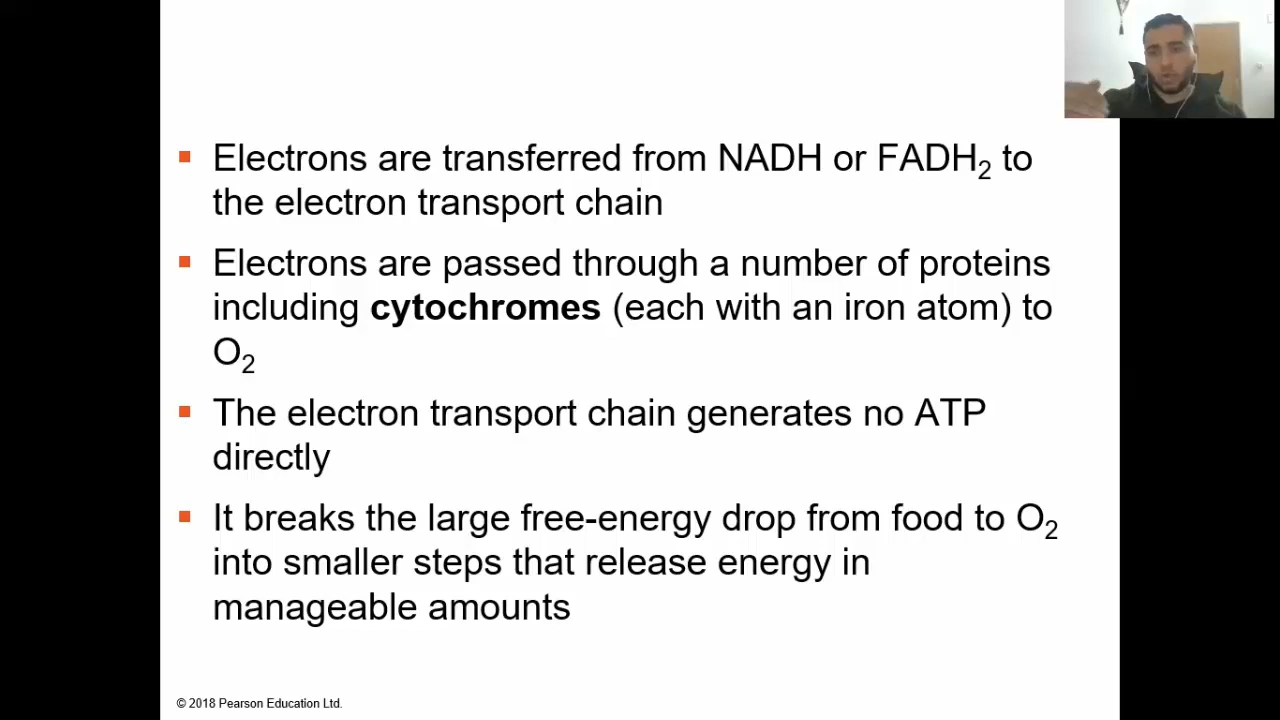 Electrons are transferred from NADH or FADH₂ to
the electron transport chain
Electrons are passed through a number of proteins
including cytochromes (each with an iron atom) to
O₂
The electron transport chain generates no ATP
directly
It breaks the large free-energy drop from food to O₂
into smaller steps that release energy in
manageable amounts
© 2018 Pearson Education Ltd.